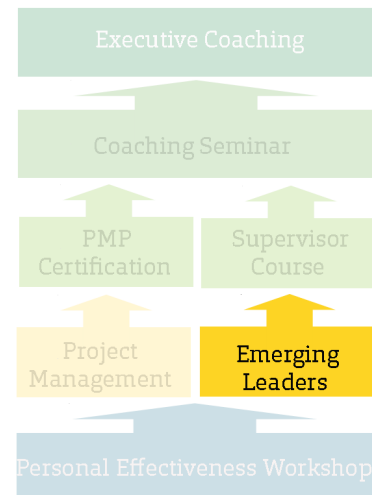 Executive Coaching
Coaching Seminar
PMP
Certification
Supervisor
Course
Project
Management
Emerging
Leaders
Personal Effectiveness Workshop